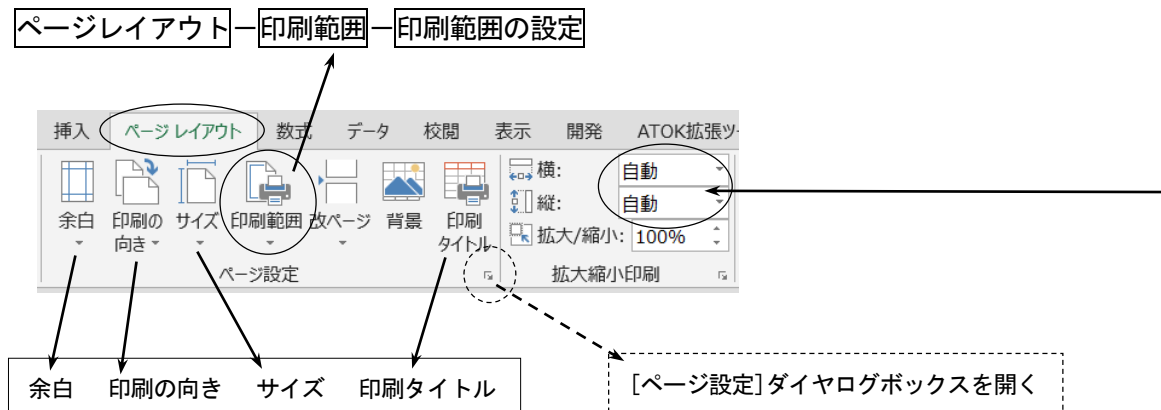 ページレイアウト－印刷範囲－印刷範囲の設定
挿入 ページ レイアウト 数式 データ 校閲 表示 開発 ATOK拡張ツ
余白 印刷の向き サイズ 印刷範囲 改ページ 背景 印刷タイトル
横: 自動
縦: 自動
拡大/縮小: 100%
ページ設定 拡大縮小印刷
余白 印刷の向き サイズ 印刷タイトル
[ページ設定]ダイヤログボックスを開く